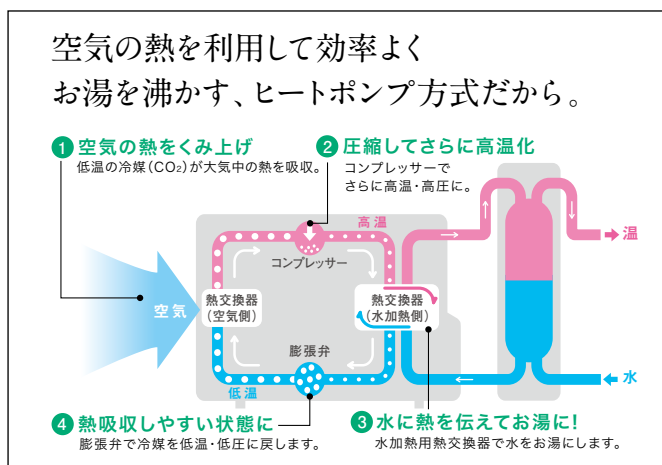 空気の熱を利用して効率よく
お湯を沸かす、ヒートポンプ方式だから。
1 空気の熱をくみ上げ
低温の冷媒(CO₂)が大気中の熱を吸収。
2 圧縮してさらに高温化
コンプレッサーで
さらに高温・高圧に。
高温
コンプレッサー
温
空気
熱交換器
(空気側)
熱交換器
(水加熱側)
膨張弁
低温
水
4 熱吸収しやすい状態に
膨張弁で冷媒を低温・低圧に戻します。
3 水に熱を伝えてお湯に!
水加熱用熱交換器で水をお湯にします。